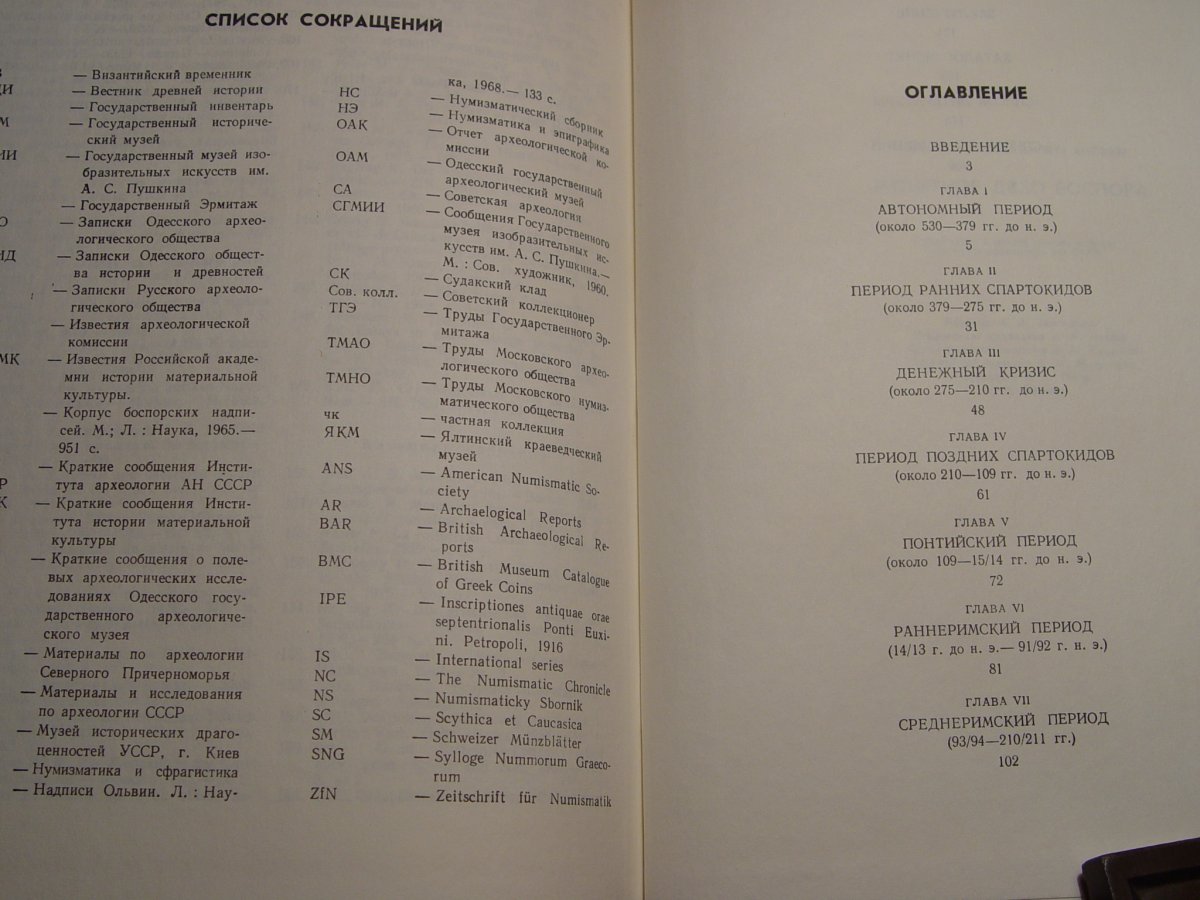 СПИСОК СОКРАЩЕНИЙ
— Византийский временник
— Вестник древней истории
— Государственный инвентарь
— Государственный историче-
ский музей
— Государственный музей изо-
бразительных искусств им.
А. С. Пушкина
— Государственный Эрмитаж
— Записки Одесского архео-
логического общества
— Записки Одесского общест-
ва истории и древностей
— Записки Русского архео-
логического общества
— Известия археологической
комиссии
МК — Известия Российской акаде-
мии истории материальной
культуры.
— Корпус боспорских надпи-
сей. М.; Л. : Наука, 1965.—
951 с.
— Краткие сообщения Инсти-
тута археологии АН СССР
— Краткие сообщения Инсти-
тута истории материальной
культуры
— Краткие сообщения о поле-
вых археологических иссле-
дованиях Одесского госу-
дарственного археологиче-
ского музея
— Материалы по археологии
Северного Причерноморья
— Материалы и исследования
по археологии СССР
— Музей исторических драго-
ценностей УССР, г. Киев
— Нумизматика и сфрагистика
— Надписи Ольвии. Л. : Нау-
ка, 1968.— 133 с.
НС — Нумизматический сборник
НЭ — Нумизматика и эпиграфика
ОАК — Отчет археологической ко-
миссии
ОАМ — Одесский государственный
археологический музей
СА — Советская археология
СГМИИ — Сообщения Государственного
музея изобразительных ис-
кусств им. А. С. Пушкина.—
М. : Сов. художник, 1960.
СК — Судакский клад
Сов. колл. — Советский коллекционер
ТГЭ — Труды Государственного Эр-
митажа
ТМАО — Труды Московского архео-
логического общества
ТМНО — Труды Московского нумиз-
матического общества
чк — частная коллекция
ЯКМ — Ялтинский краеведческий
музей
ANS — American Numismatic So-
ciety
AR — Archaelogical Reports
BAR — British Archaeological Re-
ports
BMC — British Museum Catalogue
of Greek Coins
IPE — Inscriptiones antiquae orae
septentrionalis Ponti Euxi-
ni. Petropoli, 1916
IS — International series
NC — The Numismatic Chronicle
NS — Numismaticky Sbornik
SC — Scythica et Caucasica
SM — Schweizer Münzblätter
SNG — Sylloge Nummorum Graeco-
rum
ZfN — Zeitschrift für Numismatik
ОГЛАВЛЕНИЕ
ВВЕДЕНИЕ
3
ГЛАВА I
АВТОНОМНЫЙ ПЕРИОД
(около 530—379 гг. до н. э.)
5
ГЛАВА II
ПЕРИОД РАННИХ СПАРТОКИДОВ
(около 379—275 гг. до н. э.)
31
ГЛАВА III
ДЕНЕЖНЫЙ КРИЗИС
(около 275—210 гг. до н. э.)
48
ГЛАВА IV
ПЕРИОД ПОЗДНИХ СПАРТОКИДОВ
(около 210—109 гг. до н. э.)
61
ГЛАВА V
ПОНТИЙСКИЙ ПЕРИОД
(около 109—15/14 гг. до н. э.)
72
ГЛАВА VI
РАННЕРИМСКИЙ ПЕРИОД
(14/13 г. до н. э.— 91/92 г. н. э.)
81
ГЛАВА VII
СРЕДНЕРИМСКИЙ ПЕРИОД
(93/94—210/211 гг.)
102